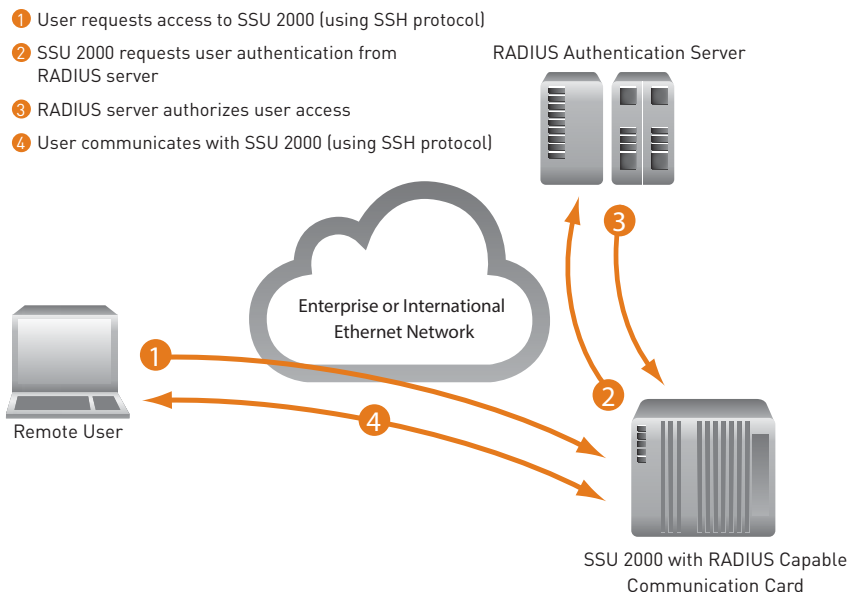 1 User requests access to SSU 2000 (using SSH protocol)
2 SSU 2000 requests user authentication from
RADIUS server
3 RADIUS server authorizes user access
4 User communicates with SSU 2000 (using SSH protocol)
RADIUS Authentication Server
3
Enterprise or International
Ethernet Network
1
2
4
Remote User
SSU 2000 with RADIUS Capable
Communication Card